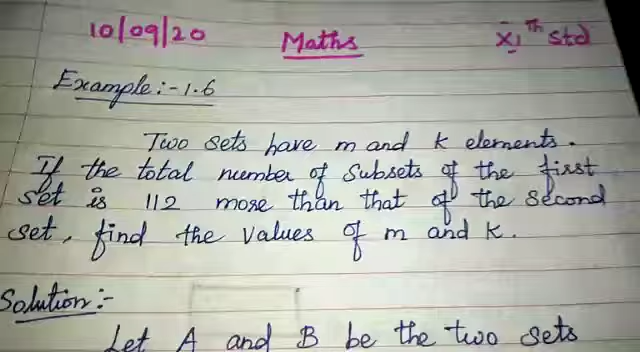 10/09/20 Maths XIth Std
Example:-1.6
Two sets have m and k elements.
If the total number of subsets of the first
set is 112 more than that of the second
set, find the values of m and k.
Solution:-
Let A and B be the two sets